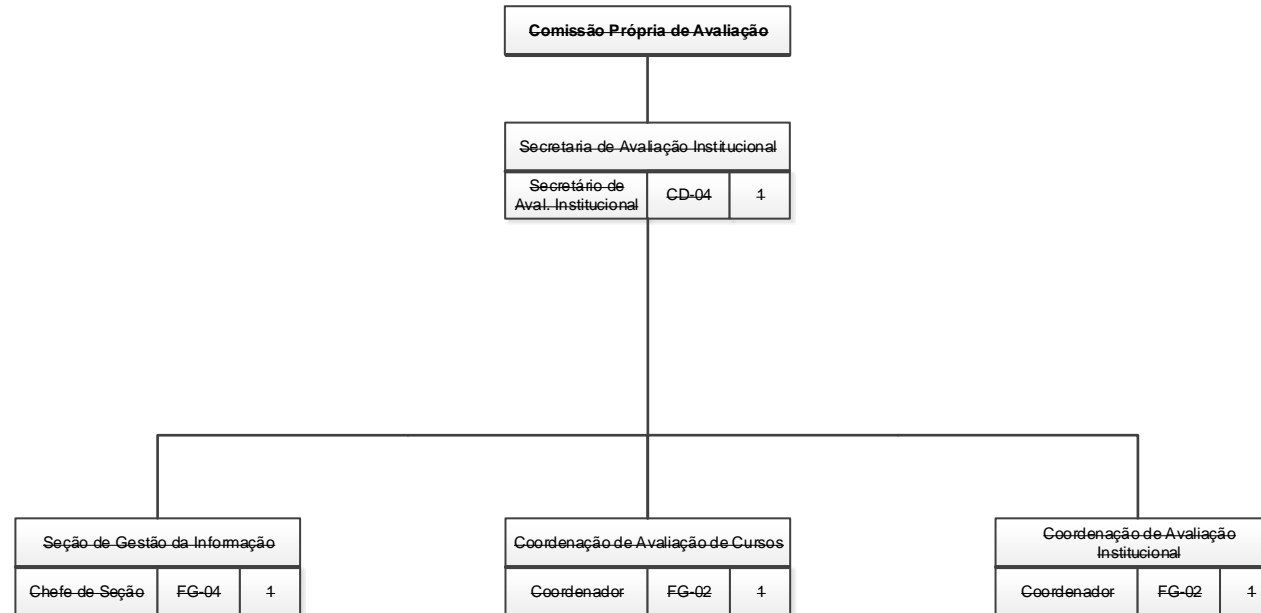 Comissão Própria de Avaliação
Secretaria de Avaliação Institucional
Secretário de
Aval. Institucional
CD-04
1
Seção de Gestão da Informação
Chefe de Seção
FG-04
1
Coordenação de Avaliação de Cursos
Coordenador
FG-02
1
Coordenação de Avaliação
Institucional
Coordenador
FG-02
1